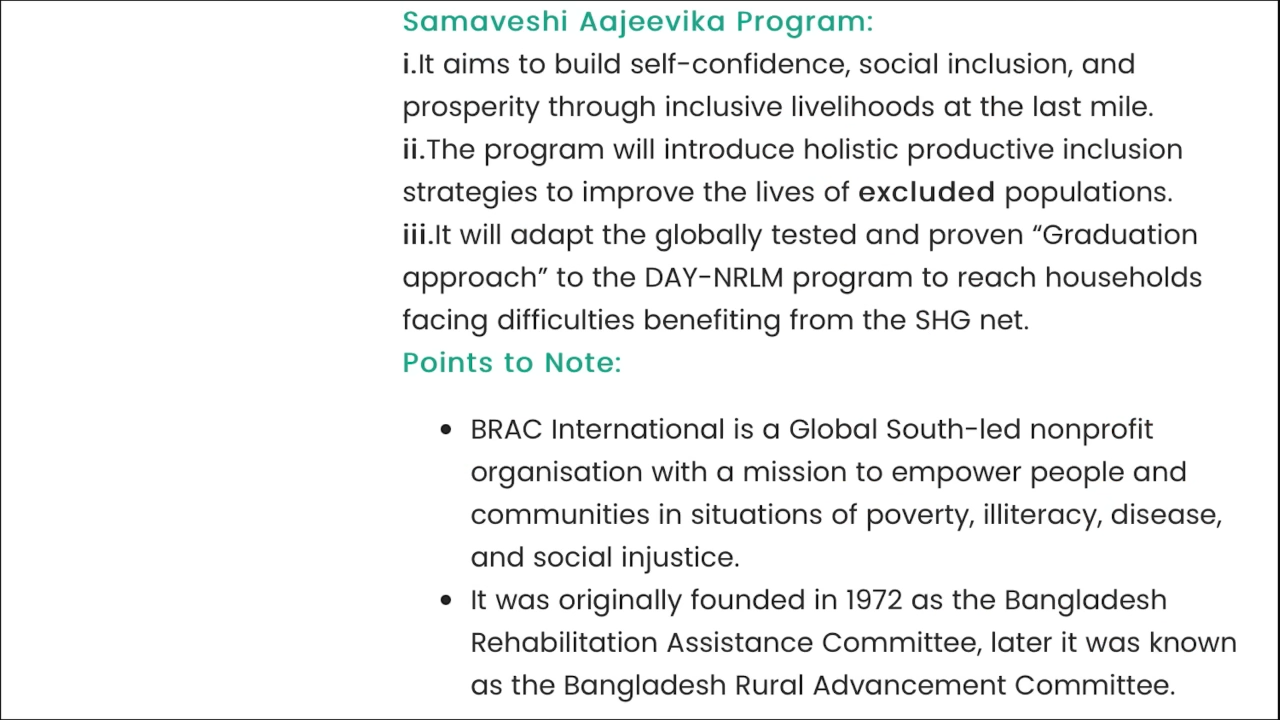 Samaveshi Aajeevika Program:
i.It aims to build self-confidence, social inclusion, and
prosperity through inclusive livelihoods at the last mile.
ii.The program will introduce holistic productive inclusion
strategies to improve the lives of excluded populations.
iii.It will adapt the globally tested and proven “Graduation
approach” to the DAY-NRLM program to reach households
facing difficulties benefiting from the SHG net.
Points to Note:
• BRAC International is a Global South-led nonprofit
organisation with a mission to empower people and
communities in situations of poverty, illiteracy, disease,
and social injustice.
• It was originally founded in 1972 as the Bangladesh
Rehabilitation Assistance Committee, later it was known
as the Bangladesh Rural Advancement Committee.